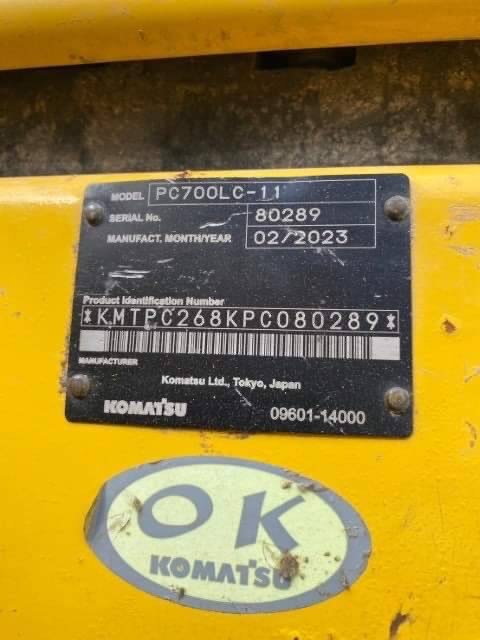 MODEL PC700LC-11
SERIAL No. 80289
MANUFACT. MONTH/YEAR 02/2023
Product Identification Number
*KMTPC268KPC080289*
MANUFACTURER
Komatsu Ltd., Tokyo, Japan
KOMATSU 09601-14000
OK
KOMATSU